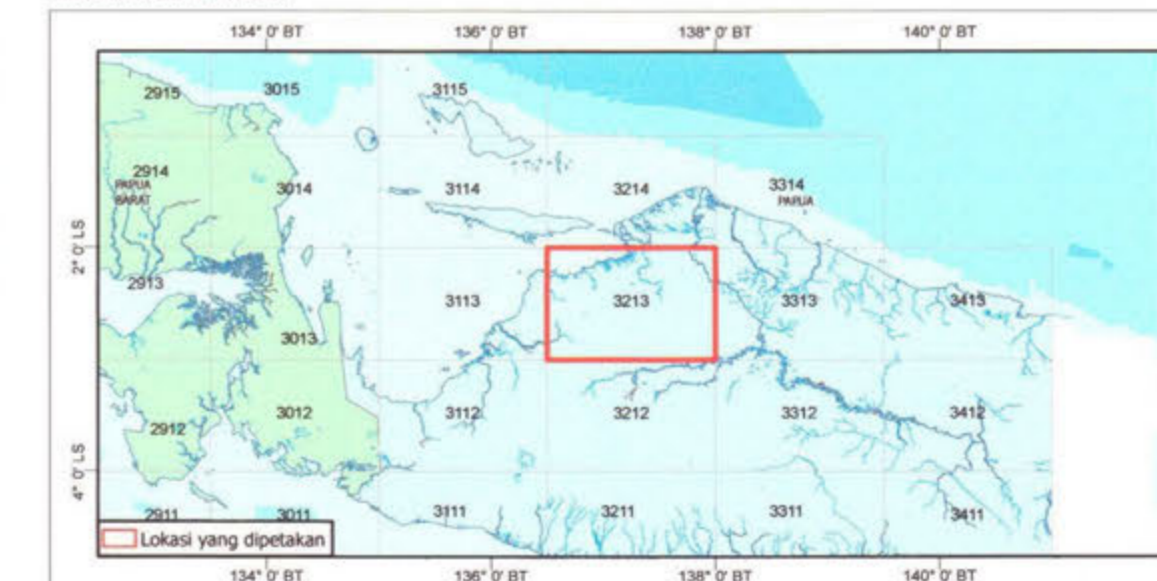 134° 0' BT 136° 0' BT 138° 0' BT 140° 0' BT
2915 3015 3115
2914 3014 3114 3214 3314
PAPUA
BARAT
PAPUA
2° 0' LS
2913 3013 3113 3213 3313 3413
2912 3012 3112 3212 3312 3412
4° 0' LS
2911 3011 3111 3211 3311 3411
Lokasi yang dipetakan
134° 0' BT 136° 0' BT 138° 0' BT 140° 0' BT